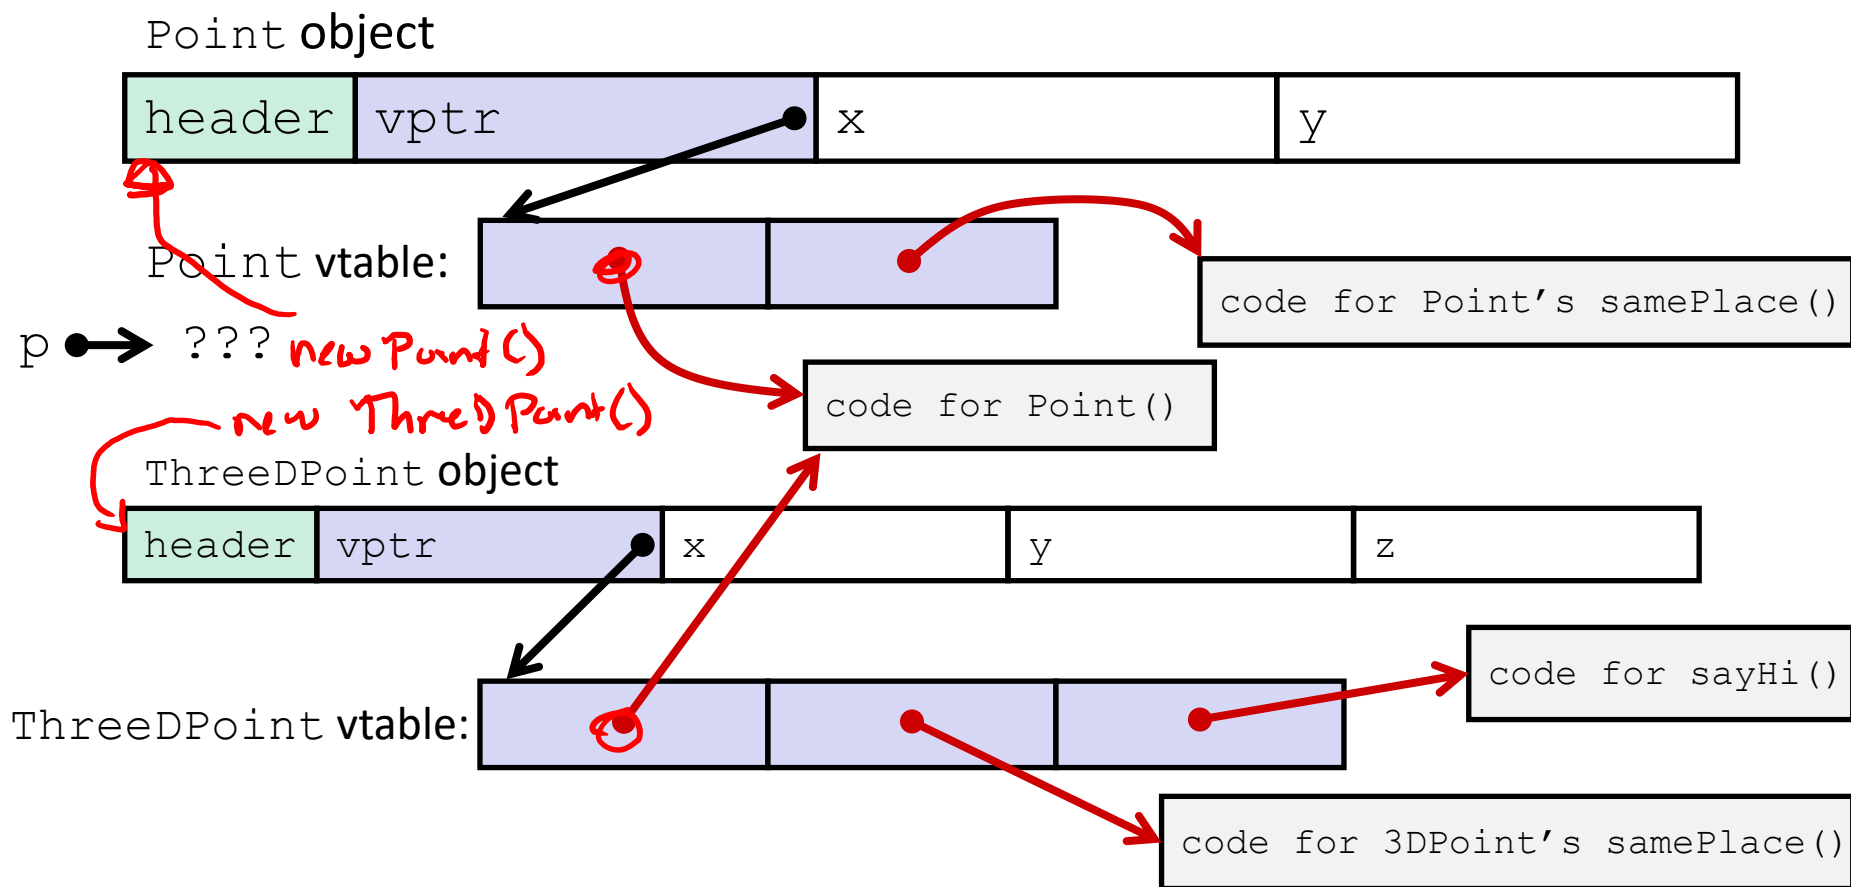 Point object
header vptr x y
Point vtable:
code for Point's samePlace()
p ??? new Point()
code for Point()
new ThreeDPoint()
ThreeDPoint object
header vptr x y z
code for sayHi()
ThreeDPoint vtable:
code for 3DPoint's samePlace()